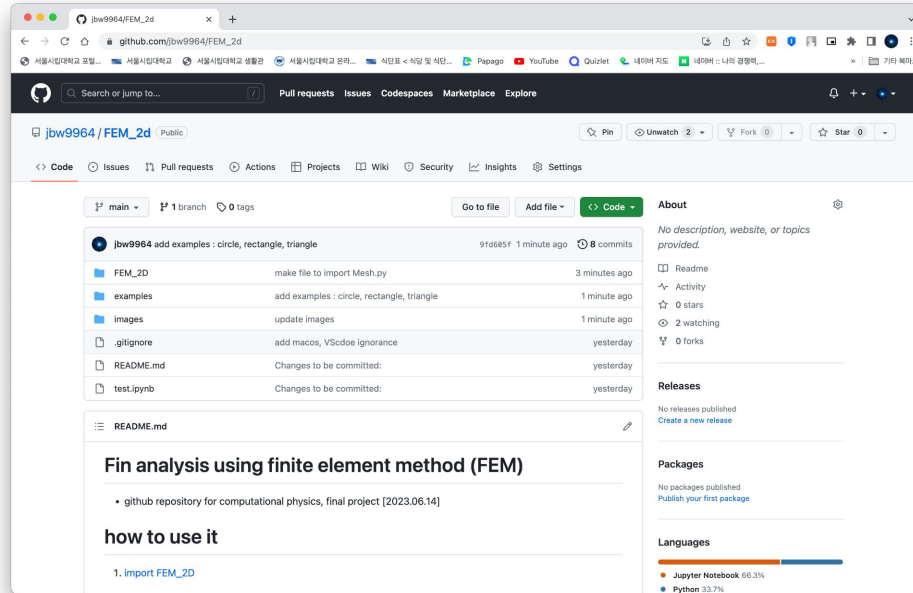 jbw9964/FEM_2d
github.com/jbw9964/FEM_2d
서울시립대학교 포털... 서울시립대학교 서울시립대학교 생활관 서울시립대학교 온라... 식단표 < 식당 및 식단... Papago YouTube Quizlet 네이버 지도 네이버 :: 나의 경쟁력,... » 기타 북마
Search or jump to... / Pull requests Issues Codespaces Marketplace Explore
jbw9964 / FEM_2d Public Pin Unwatch 2 Fork 0 Star 0
Code Issues Pull requests Actions Projects Wiki Security Insights Settings
main 1 branch 0 tags Go to file Add file Code
jbw9964 add examples : circle, rectangle, triangle 9fd605f 1 minute ago 8 commits
FEM_2D make file to import Mesh.py 3 minutes ago
examples add examples : circle, rectangle, triangle 1 minute ago
images update images 1 minute ago
.gitignore add macos, VScdoe ignorance yesterday
README.md Changes to be committed: yesterday
test.ipynb Changes to be committed: yesterday
README.md
Fin analysis using finite element method (FEM)
• github repository for computational physics, final project [2023.06.14]
how to use it
1. import FEM_2D
About
No description, website, or topics
provided.
Readme
Activity
0 stars
2 watching
0 forks
Releases
No releases published
Create a new release
Packages
No packages published
Publish your first package
Languages
Jupyter Notebook 66.3%
Python 33.7%